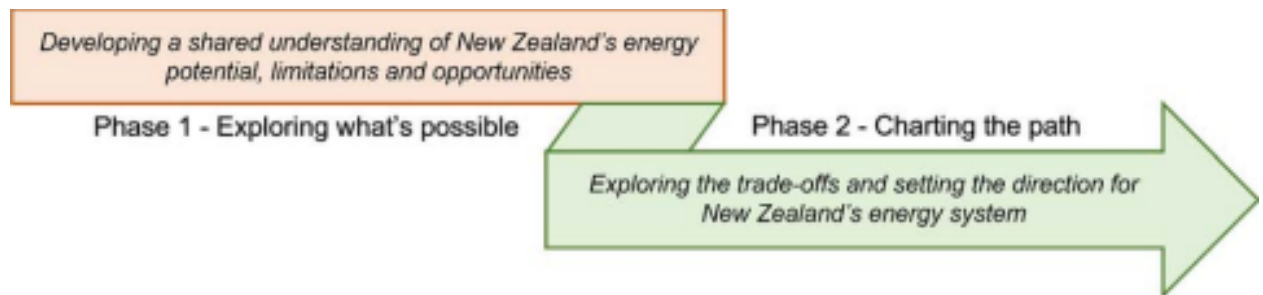 Developing a shared understanding of New Zealand's energy
potential, limitations and opportunities
Phase 1 - Exploring what's possible
Phase 2 - Charting the path
Exploring the trade-offs and setting the direction for
New Zealand's energy system